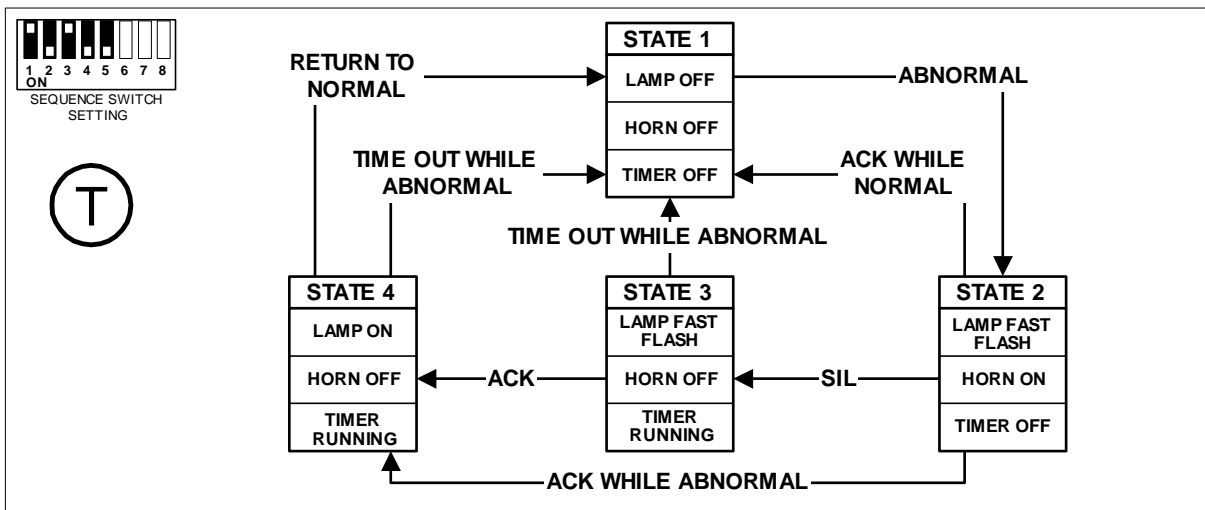 1 2 3 4 5 6 7 8
ON
SEQUENCE SWITCH
SETTING
T
STATE 1
LAMP OFF
HORN OFF
TIMER OFF
RETURN TO
NORMAL
ABNORMAL
TIME OUT WHILE
ABNORMAL
ACK WHILE
NORMAL
TIME OUT WHILE ABNORMAL
STATE 4
LAMP ON
HORN OFF
TIMER
RUNNING
ACK
STATE 3
LAMP FAST
FLASH
HORN OFF
TIMER
RUNNING
SIL
STATE 2
LAMP FAST
FLASH
HORN ON
TIMER OFF
ACK WHILE ABNORMAL